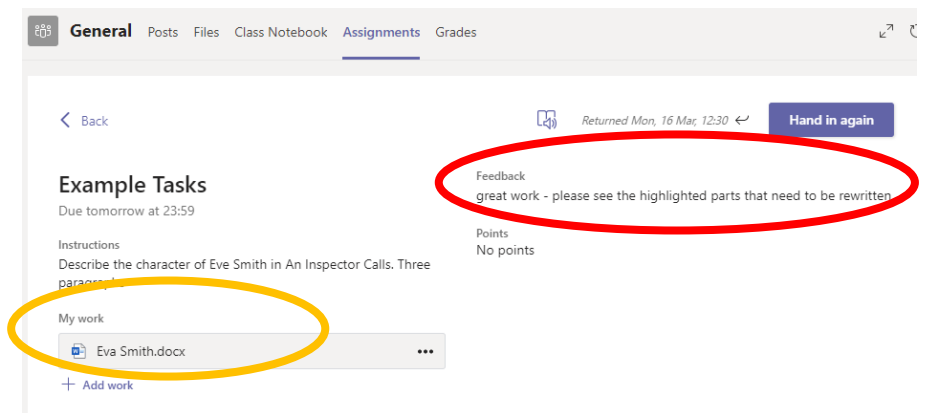 General Posts Files Class Notebook Assignments Grades
Back
Returned Mon, 16 Mar, 12:30
Hand in again
Example Tasks
Due tomorrow at 23:59
Instructions
Describe the character of Eve Smith in An Inspector Calls. Three
My work
Eva Smith.docx
Add work
Feedback
great work - please see the highlighted parts that need to be rewritten
Points
No points